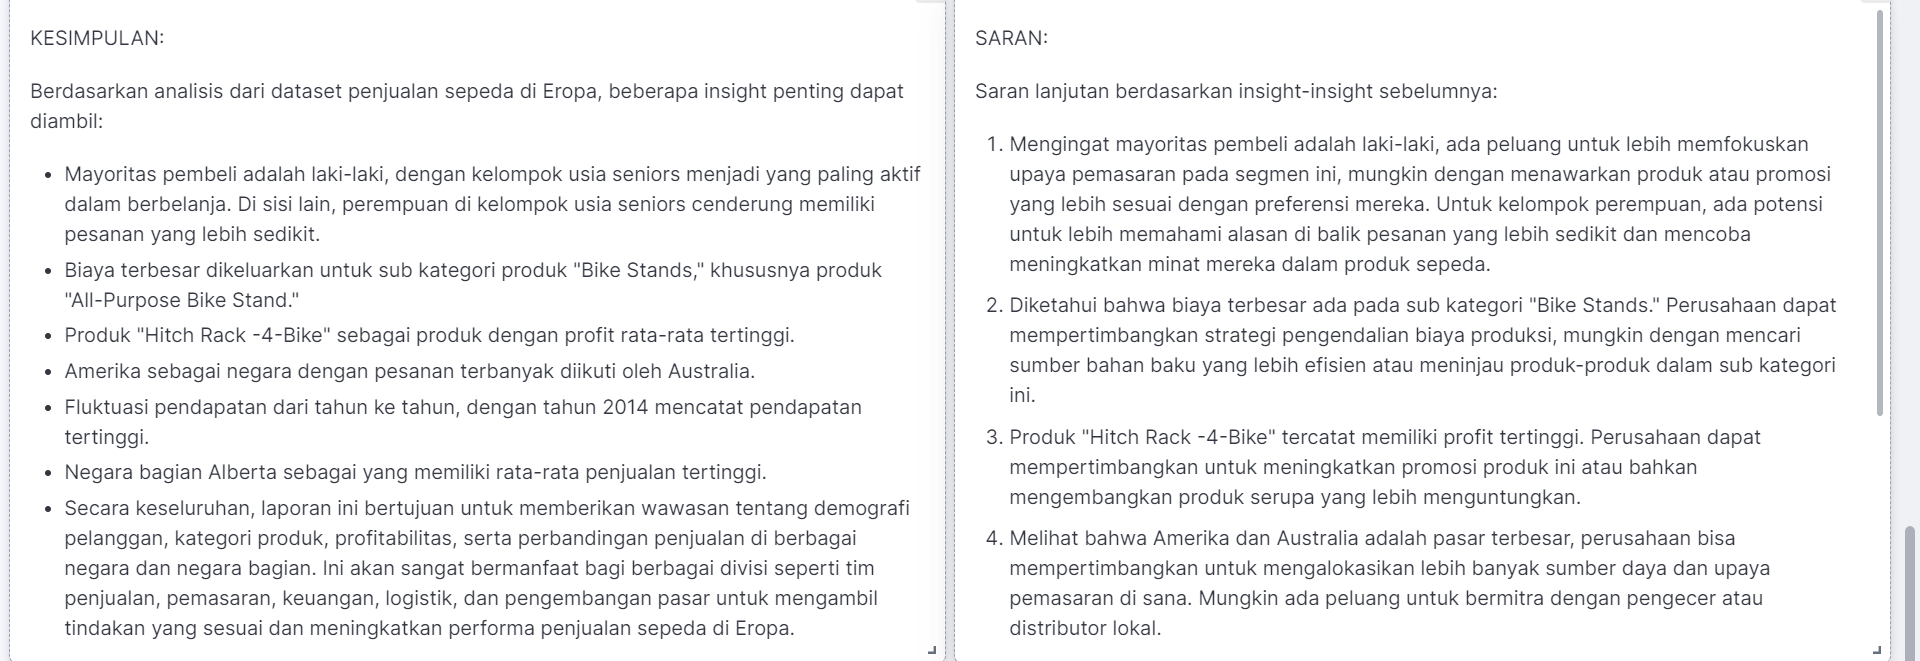 KESIMPULAN:
Berdasarkan analisis dari dataset penjualan sepeda di Eropa, beberapa insight penting dapat
diambil:
• Mayoritas pembeli adalah laki-laki, dengan kelompok usia seniors menjadi yang paling aktif
dalam berbelanja. Di sisi lain, perempuan di kelompok usia seniors cenderung memiliki
pesanan yang lebih sedikit.
• Biaya terbesar dikeluarkan untuk sub kategori produk "Bike Stands," khususnya produk
"All-Purpose Bike Stand."
• Produk "Hitch Rack -4-Bike" sebagai produk dengan profit rata-rata tertinggi.
• Amerika sebagai negara dengan pesanan terbanyak diikuti oleh Australia.
• Fluktuasi pendapatan dari tahun ke tahun, dengan tahun 2014 mencatat pendapatan
tertinggi.
• Negara bagian Alberta sebagai yang memiliki rata-rata penjualan tertinggi.
• Secara keseluruhan, laporan ini bertujuan untuk memberikan wawasan tentang demografi
pelanggan, kategori produk, profitabilitas, serta perbandingan penjualan di berbagai
negara dan negara bagian. Ini akan sangat bermanfaat bagi berbagai divisi seperti tim
penjualan, pemasaran, keuangan, logistik, dan pengembangan pasar untuk mengambil
tindakan yang sesuai dan meningkatkan performa penjualan sepeda di Eropa.
SARAN:
Saran lanjutan berdasarkan insight-insight sebelumnya:
1. Mengingat mayoritas pembeli adalah laki-laki, ada peluang untuk lebih memfokuskan
upaya pemasaran pada segmen ini, mungkin dengan menawarkan produk atau promosi
yang lebih sesuai dengan preferensi mereka. Untuk kelompok perempuan, ada potensi
untuk lebih memahami alasan di balik pesanan yang lebih sedikit dan mencoba
meningkatkan minat mereka dalam produk sepeda.
2. Diketahui bahwa biaya terbesar ada pada sub kategori "Bike Stands." Perusahaan dapat
mempertimbangkan strategi pengendalian biaya produksi, mungkin dengan mencari
sumber bahan baku yang lebih efisien atau meninjau produk-produk dalam sub kategori
ini.
3. Produk "Hitch Rack -4-Bike" tercatat memiliki profit tertinggi. Perusahaan dapat
mempertimbangkan untuk meningkatkan promosi produk ini atau bahkan
mengembangkan produk serupa yang lebih menguntungkan.
4. Melihat bahwa Amerika dan Australia adalah pasar terbesar, perusahaan bisa
mempertimbangkan untuk mengalokasikan lebih banyak sumber daya dan upaya
pemasaran di sana. Mungkin ada peluang untuk bermitra dengan pengecer atau
distributor lokal.